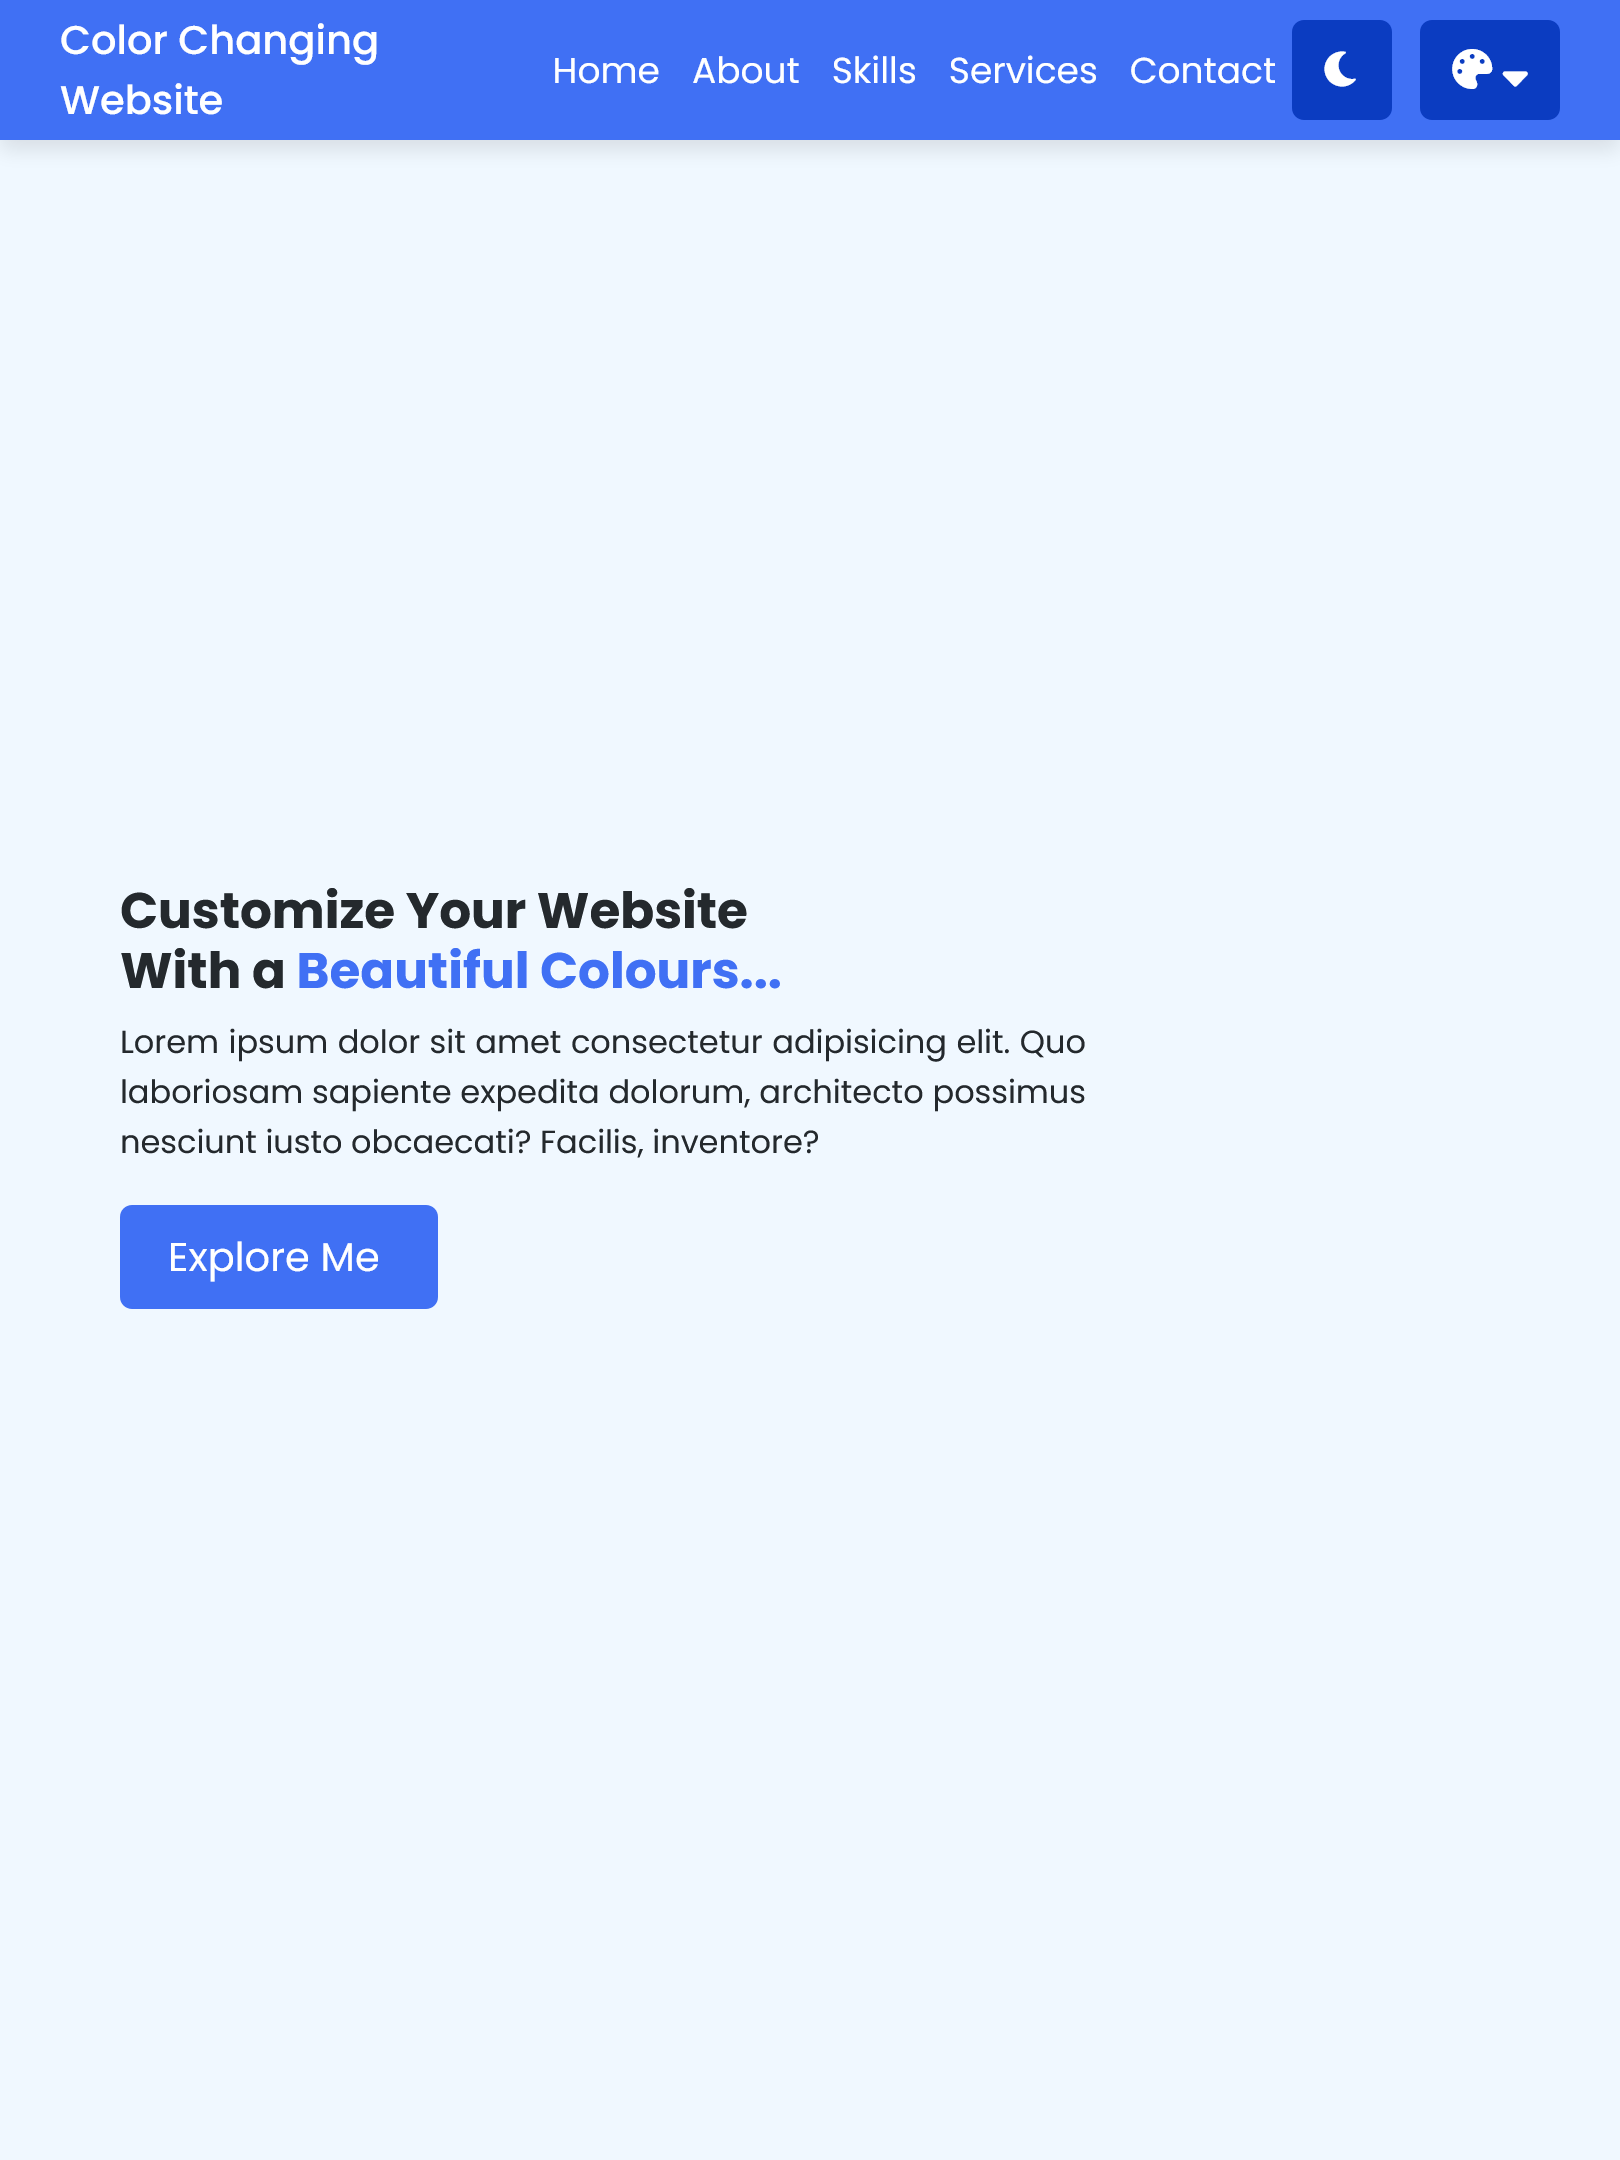 Color Changing
Website
Home About Skills Services Contact
Customize Your Website
With a Beautiful Colours...
Lorem ipsum dolor sit amet consectetur adipisicing elit. Quo
laboriosam sapiente expedita dolorum, architecto possimus
nesciunt iusto obcaecati? Facilis, inventore?
Explore Me